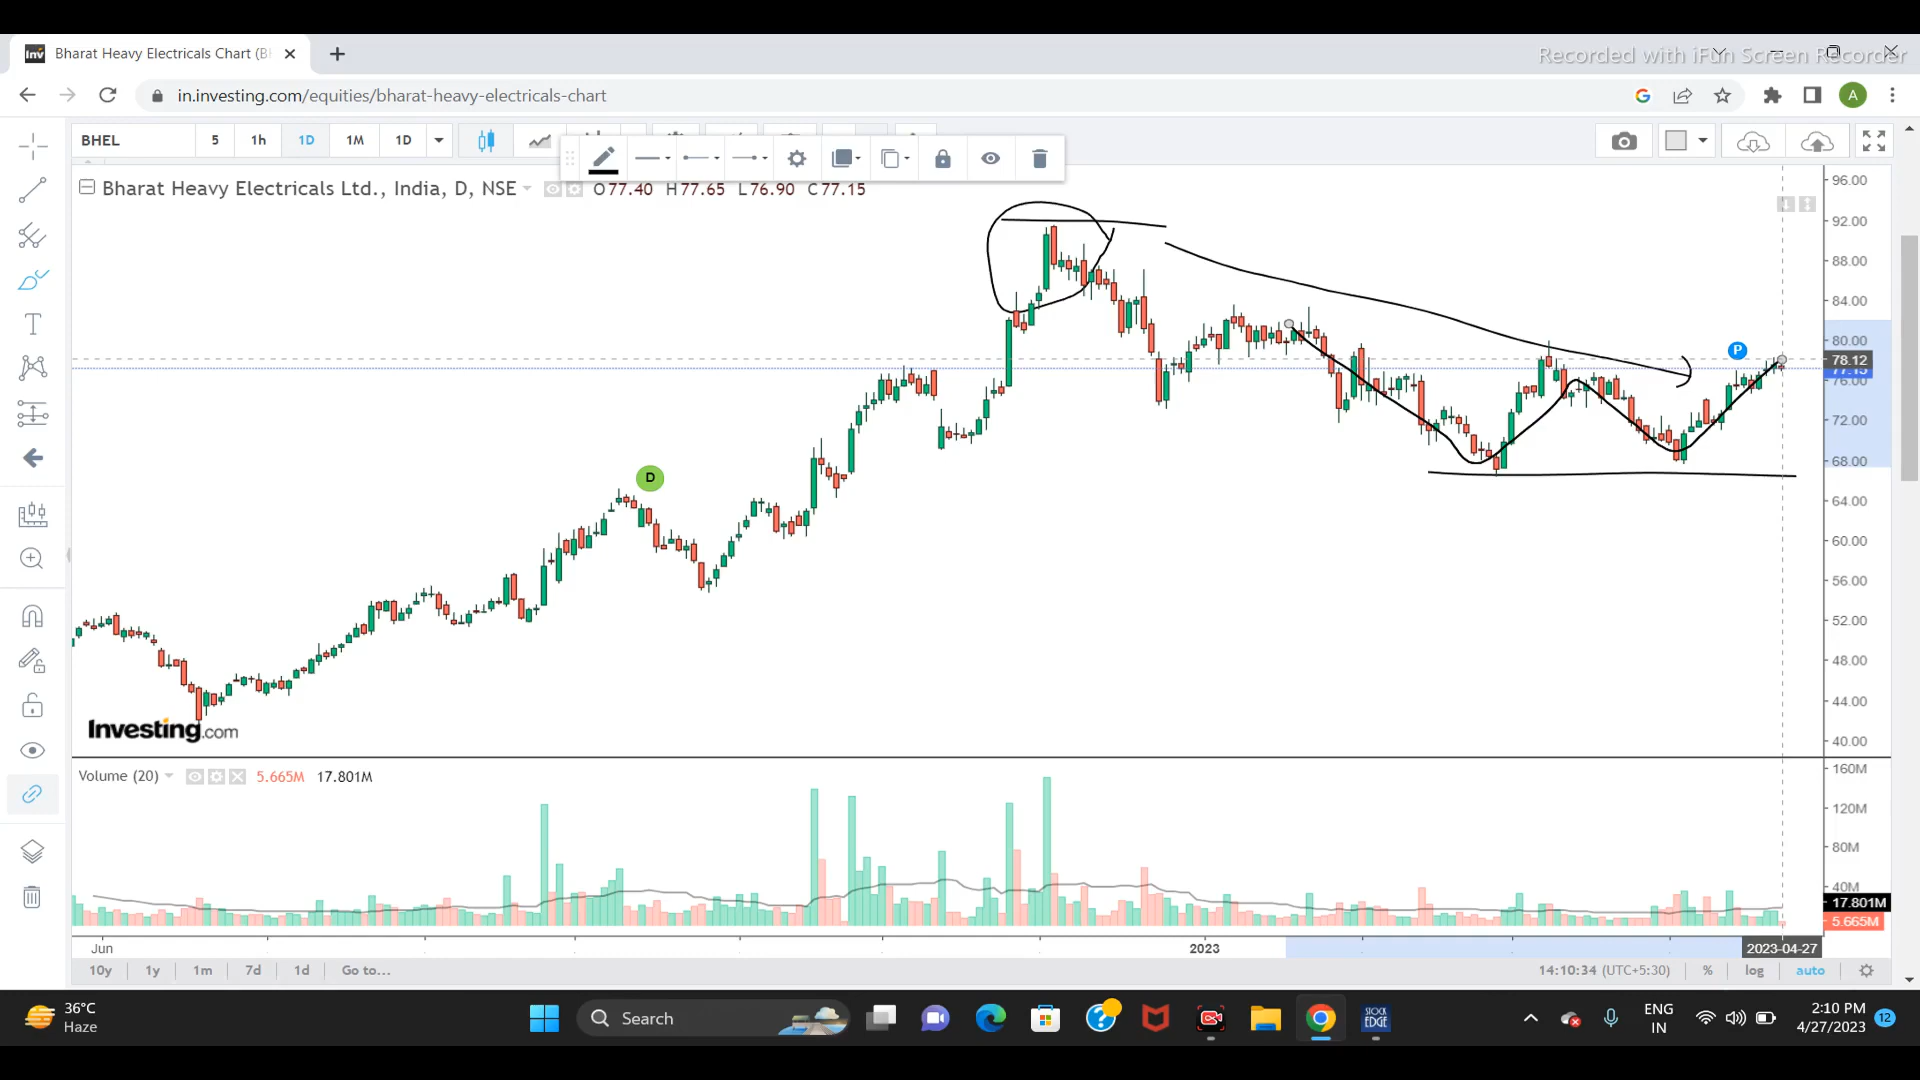 Bharat Heavy Electricals Chart (BH
Recorded with iFun Screen Recorder
in.investing.com/equities/bharat-heavy-electricals-chart
A
BHEL 5 1h 1D 1M 1D
Bharat Heavy Electricals Ltd., India, D, NSE O77.40 H77.65 L76.90 C77.15
96.00
92.00
88.00
84.00
80.00
P
78.12
77.15
76.00
72.00
68.00
D
64.00
60.00
56.00
52.00
48.00
44.00
Investing.com
40.00
Volume (20) 5.665M 17.801M
160M
120M
80M
40M
17.801M
5.665M
Jun 2023 2023-04-27
10y 1y 1m 7d 1d Go to... 14:10:34 (UTC+5:30) % log auto
36°C
Haze
Search
STOCK
EDGE
ENG
IN
2:10 PM
4/27/2023
12